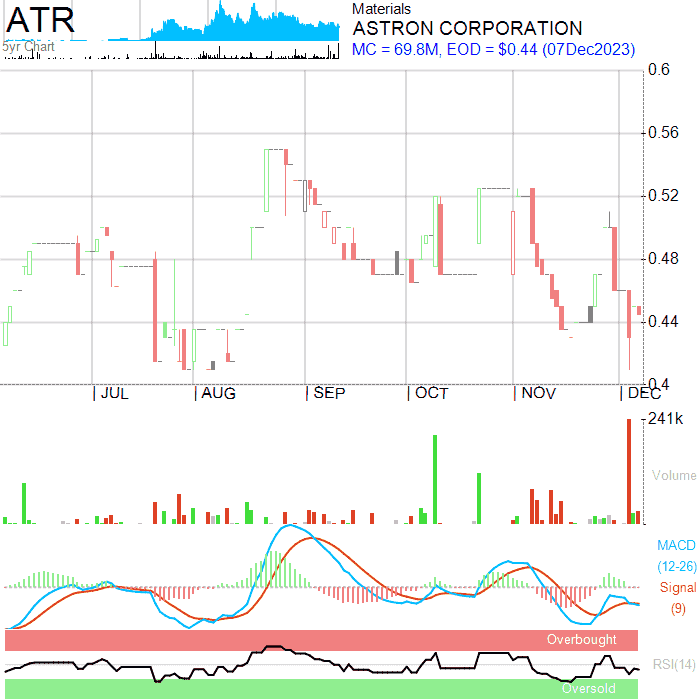 ATR
5yr Chart
Materials
ASTRON CORPORATION
MC = 69.8M, EOD = $0.44 (07Dec2023)
0.6
0.56
0.52
0.48
0.44
0.4
JUL AUG SEP OCT NOV DEC
241k
Volume
MACD
(12-26)
Signal
(9)
Overbought
RSI(14)
Oversold